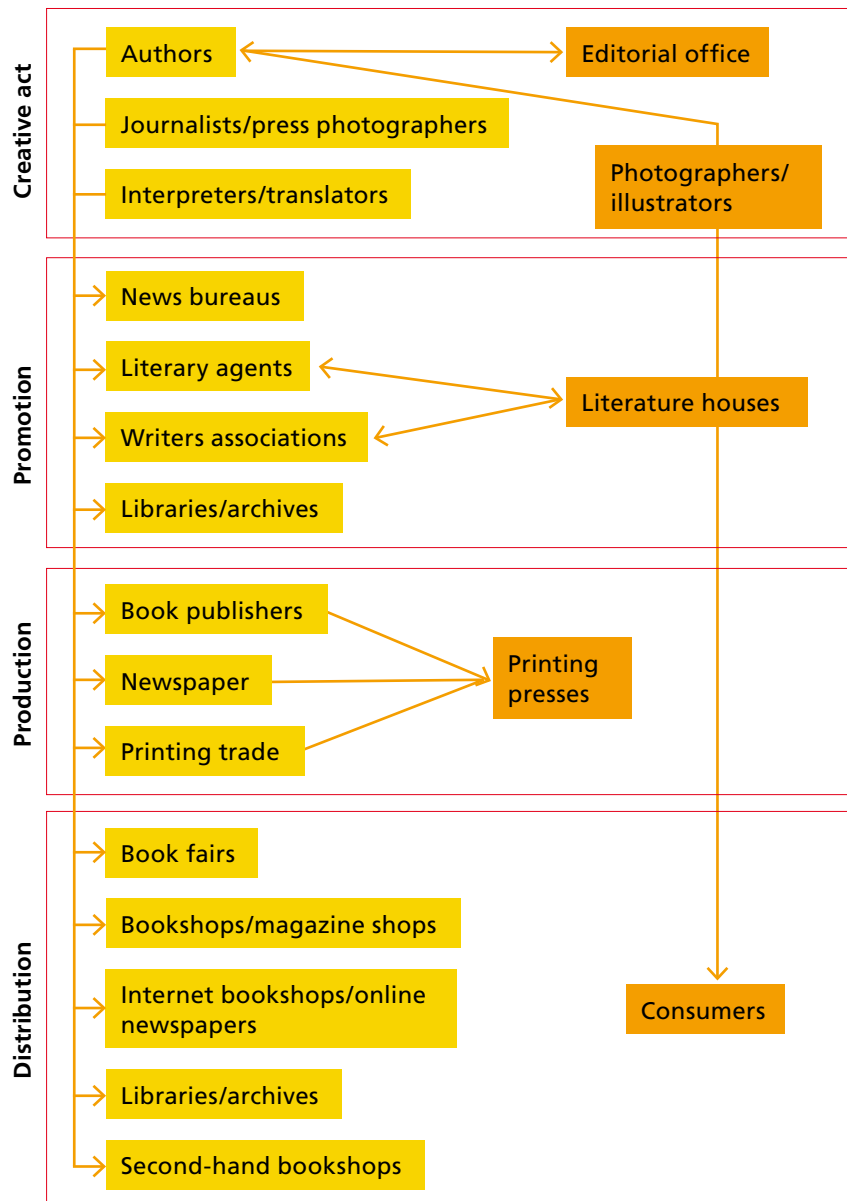 Creative act
Authors
Editorial office
Journalists/press photographers
Photographers/
illustrators
Interpreters/translators
Promotion
News bureaus
Literary agents
Literature houses
Writers associations
Libraries/archives
Production
Book publishers
Printing
presses
Newspaper
Printing trade
Distribution
Book fairs
Bookshops/magazine shops
Internet bookshops/online
newspapers
Consumers
Libraries/archives
Second-hand bookshops